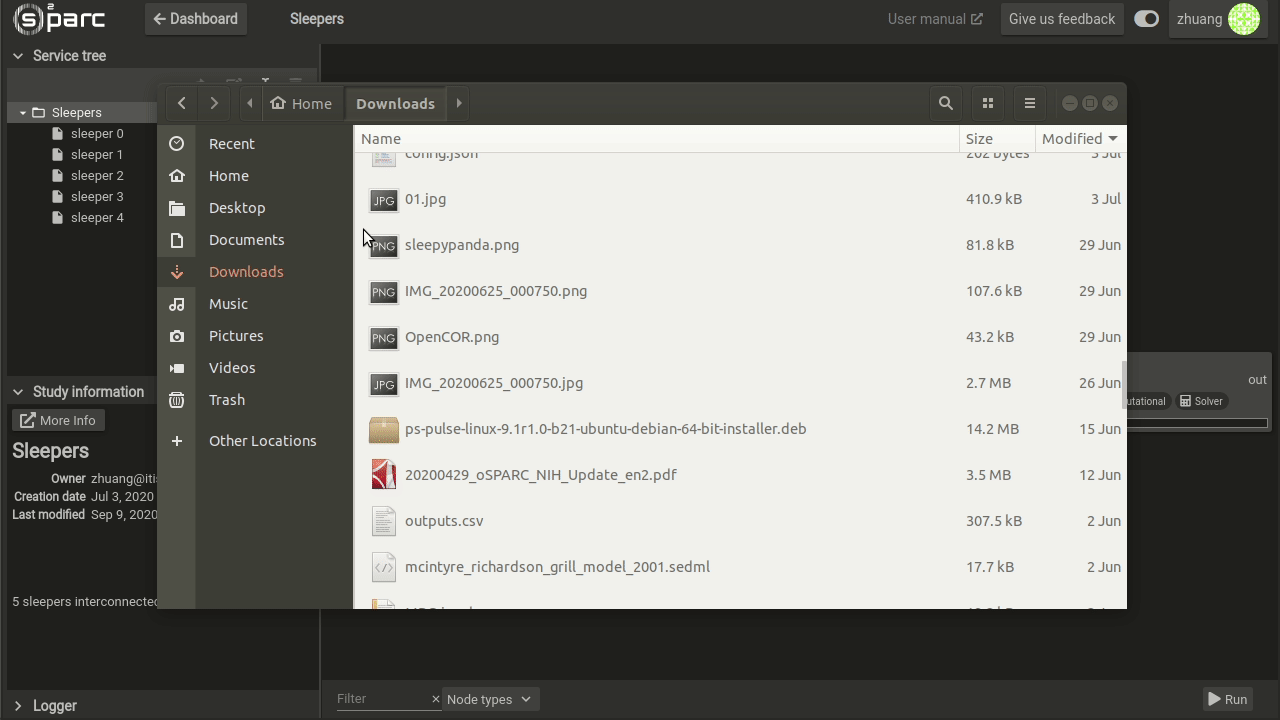 s2parc
Dashboard
Sleepers
User manual
Give us feedback
zhuang
Service tree
Sleepers
sleeper 0
sleeper 1
sleeper 2
sleeper 3
sleeper 4
Home
Downloads
Recent
Home
Desktop
Documents
Downloads
Music
Pictures
Videos
Trash
Other Locations
Name Size Modified
config.json 202 bytes 3 Jul
01.jpg 410.9 kB 3 Jul
sleepypanda.png 81.8 kB 29 Jun
IMG_20200625_000750.png 107.6 kB 29 Jun
OpenCOR.png 43.2 kB 29 Jun
IMG_20200625_000750.jpg 2.7 MB 26 Jun
ps-pulse-linux-9.1r1.0-b21-ubuntu-debian-64-bit-installer.deb 14.2 MB 15 Jun
20200429_oSPARC_NIH_Update_en2.pdf 3.5 MB 12 Jun
outputs.csv 307.5 kB 2 Jun
mcintyre_richardson_grill_model_2001.sedml 17.7 kB 2 Jun
out
utational
Solver
Study information
More Info
Sleepers
Owner zhuang@iti
Creation date Jul 3, 2020
Last modified Sep 9, 2020
5 sleepers interconnected
Logger
Filter
Node types
Run